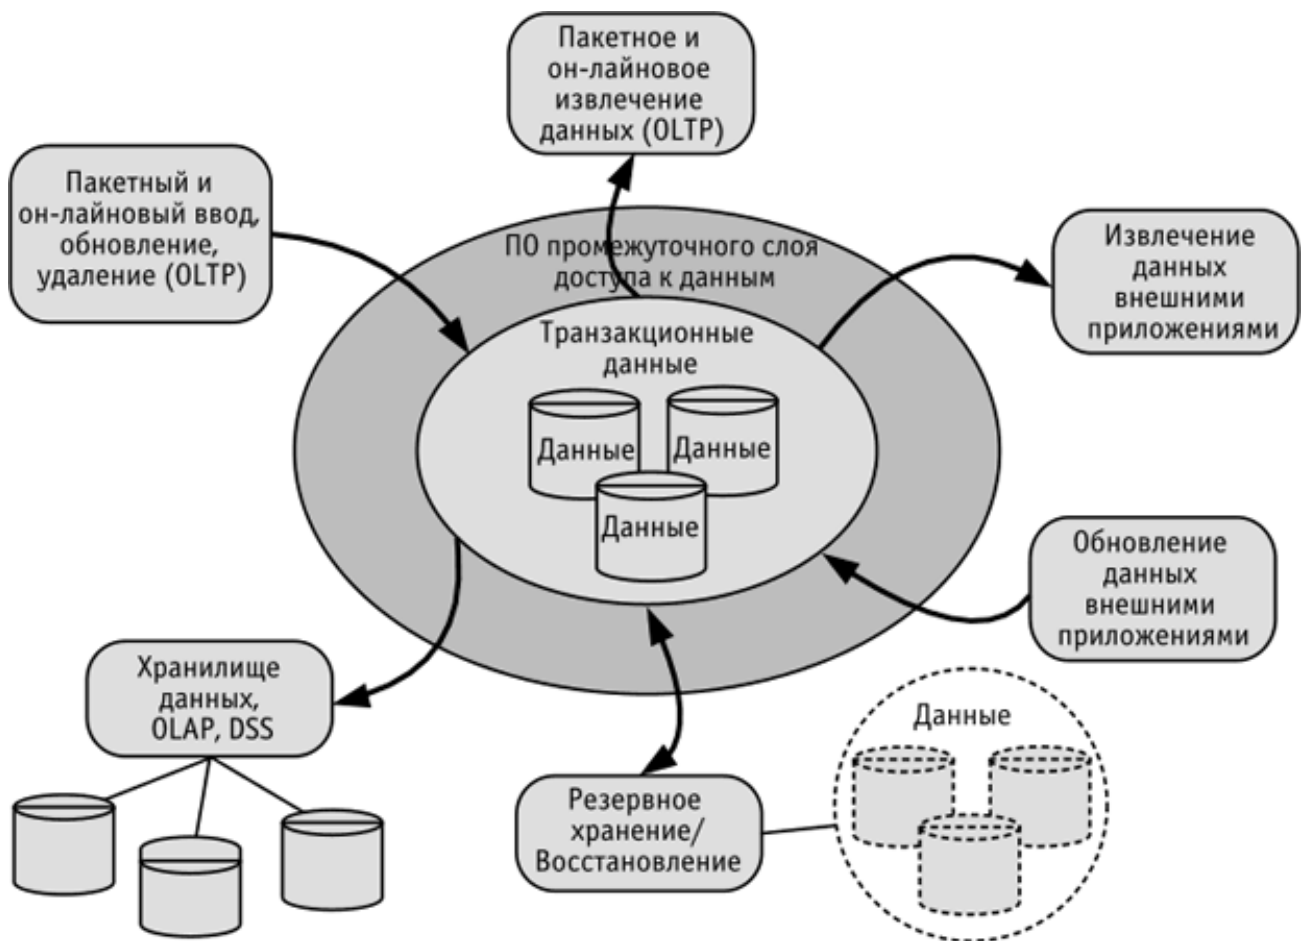 Пакетное и
он-лайновое
извлечение
данных (OLTP)
Пакетный и
он-лайновый ввод,
обновление,
удаление (OLTP)
ПО промежуточного слоя
доступа к данным
Извлечение
данных
внешними
приложениями
Транзакционные
данные
Данные
Данные
Данные
Обновление
данных
внешними
приложениями
Хранилище
данных,
OLAP, DSS
Данные
Резервное
хранение/
Восстановление